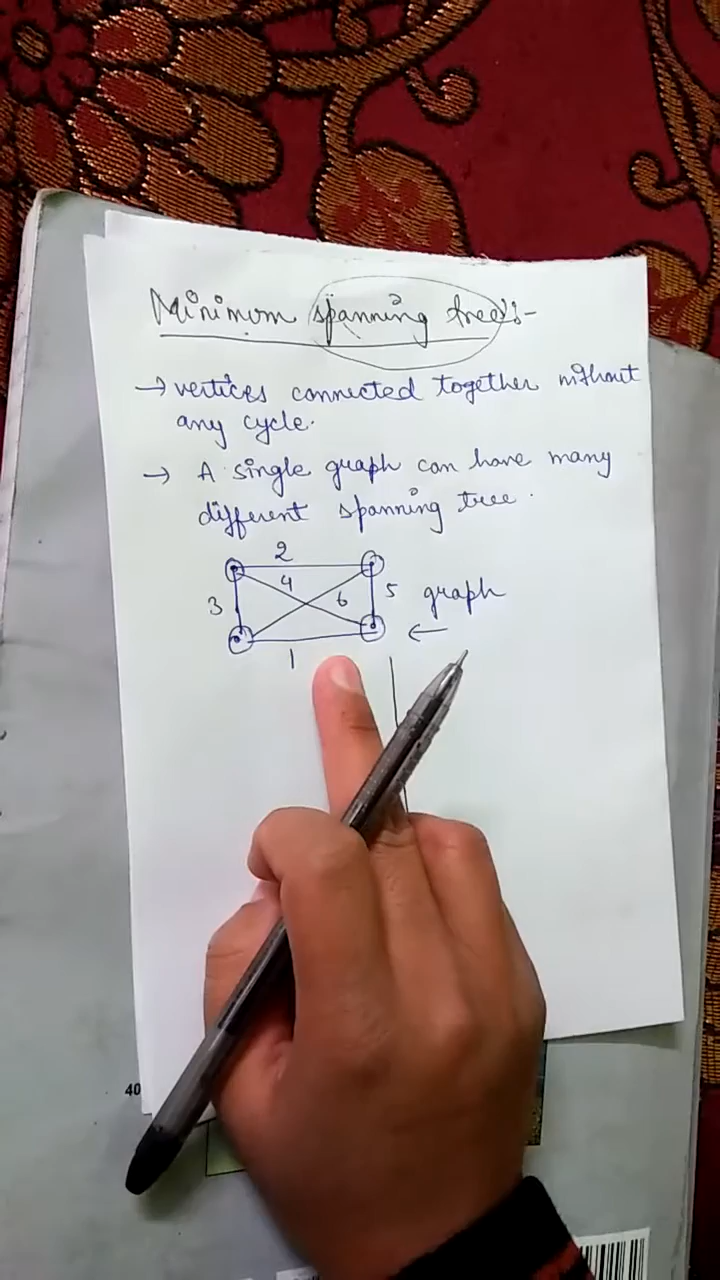 Minimum spanning tree's-
→ vertices connected together without
any cycle.
→ A single graph can have many
different spanning tree.
2
4
3
6
5
graph
←
1
40